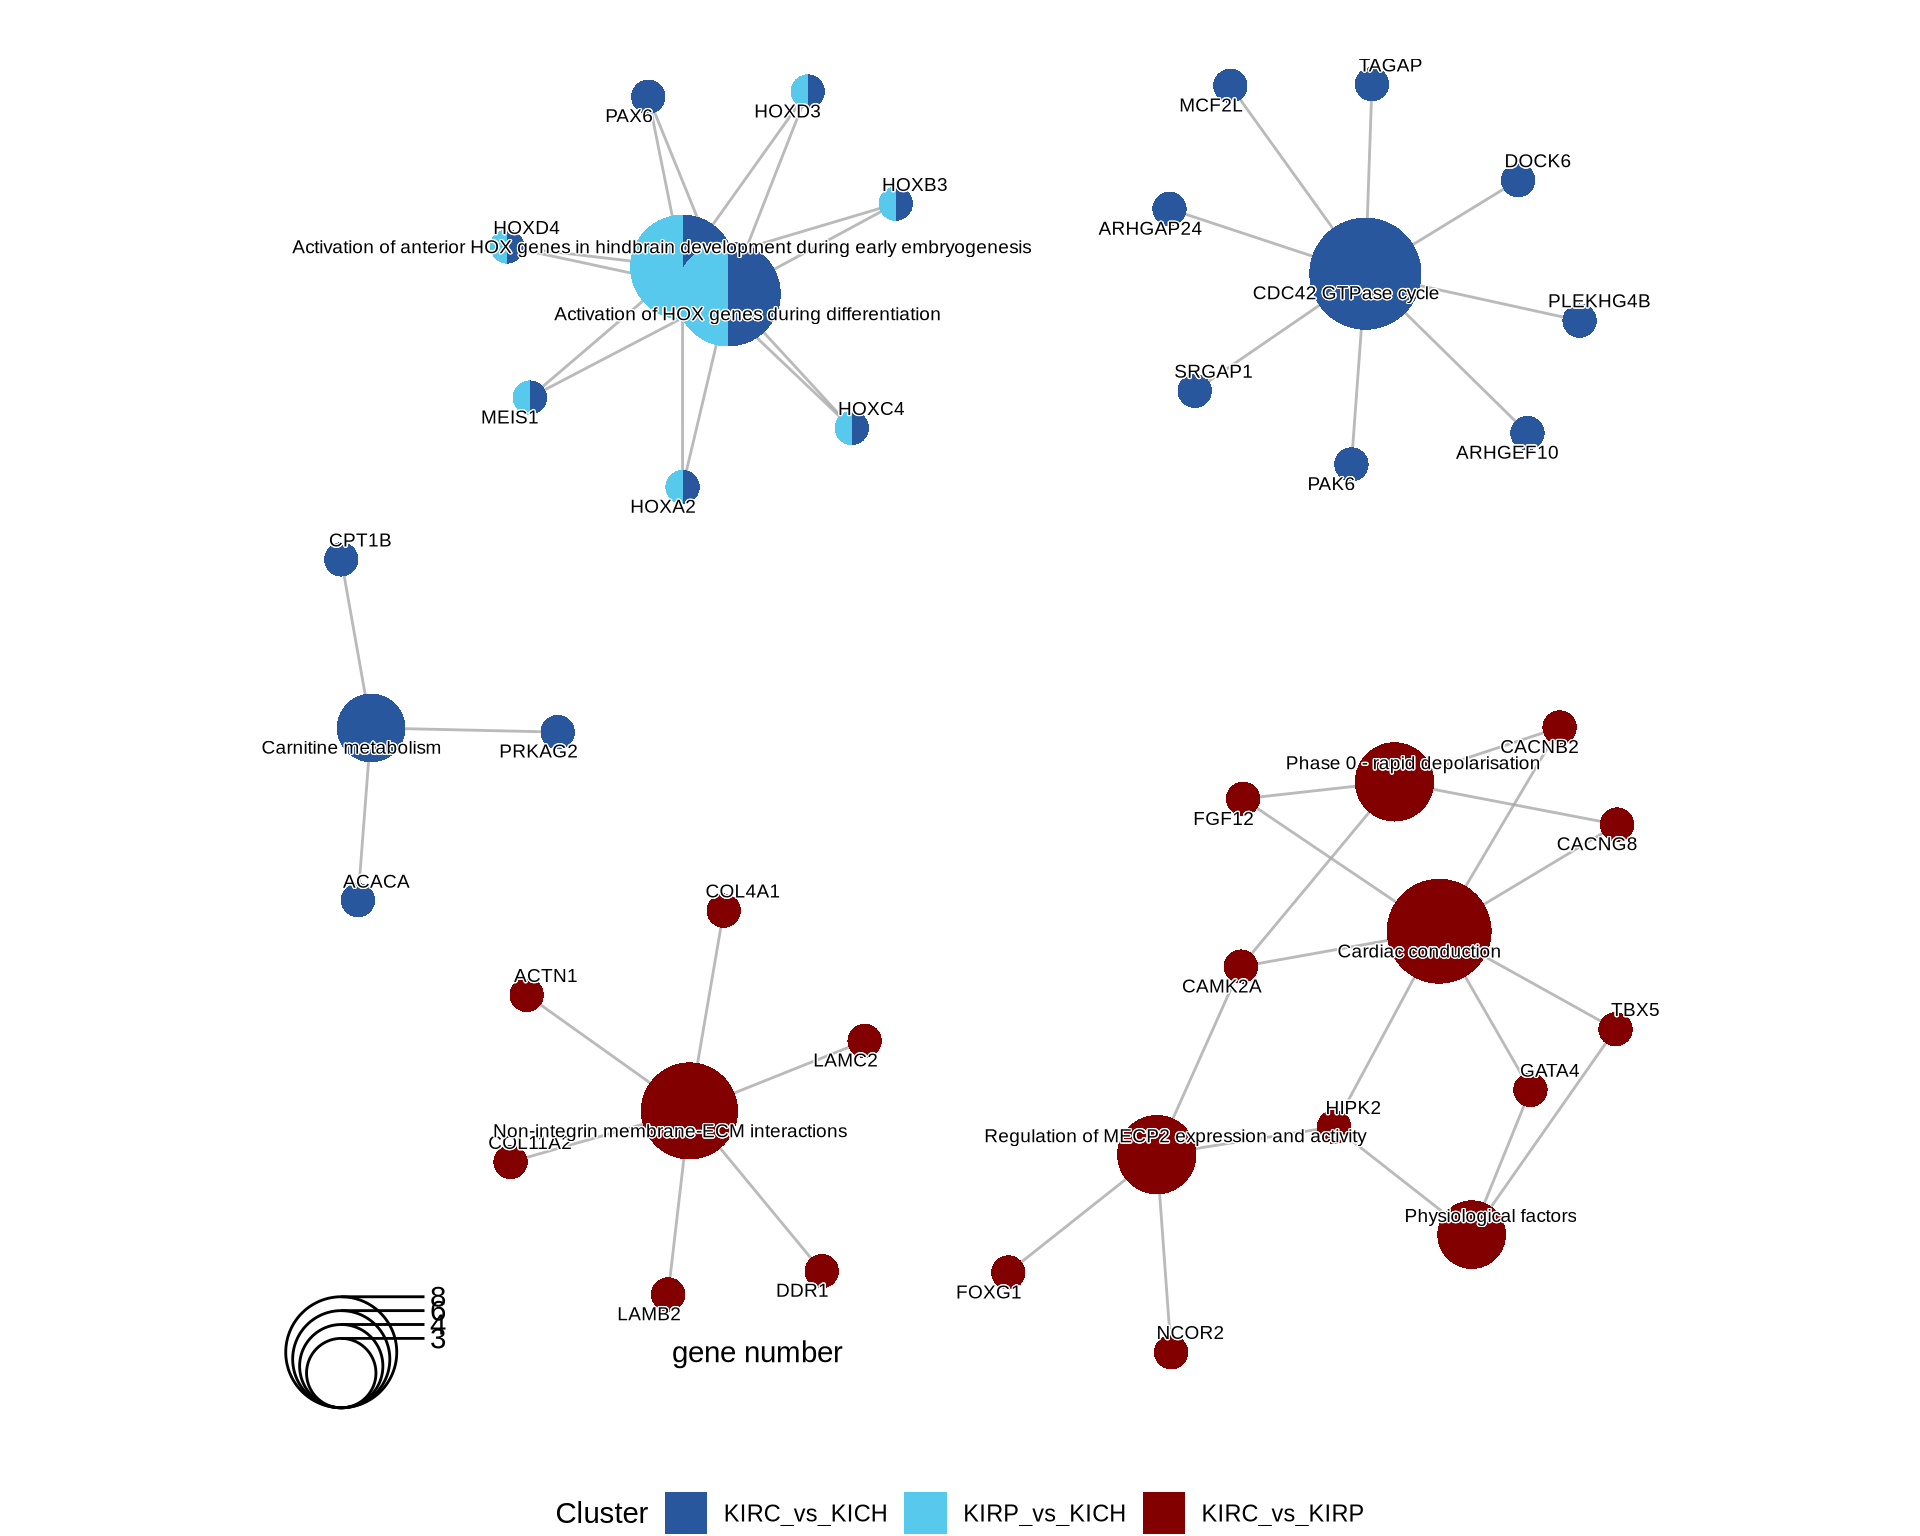 TAGAP
MCF2L
PAX6
HOXD3
DOCK6
HOXB3
HOXD4
ARHGAP24
Activation of anterior HOX genes in hindbrain development during early embryogenesis
CDC42 GTPase cycle
PLEKHG4B
Activation of HOX genes during differentiation
SRGAP1
HOXC4
MEIS1
ARHGEF10
PAK6
HOXA2
CPT1B
CACNB2
Carnitine metabolism
PRKAG2
Phase 0 - rapid depolarisation
FGF12
CACNG8
ACACA
COL4A1
Cardiac conduction
ACTN1
CAMK2A
TBX5
LAMC2
GATA4
HIPK2
Non-integrin membrane-ECM interactions
Regulation of MECP2 expression and activity
COL11A2
Physiological factors
DDR1
FOXG1
LAMB2
NCOR2
8
6
4
3
gene number
Cluster KIRC_vs_KICH KIRP_vs_KICH KIRC_vs_KIRP